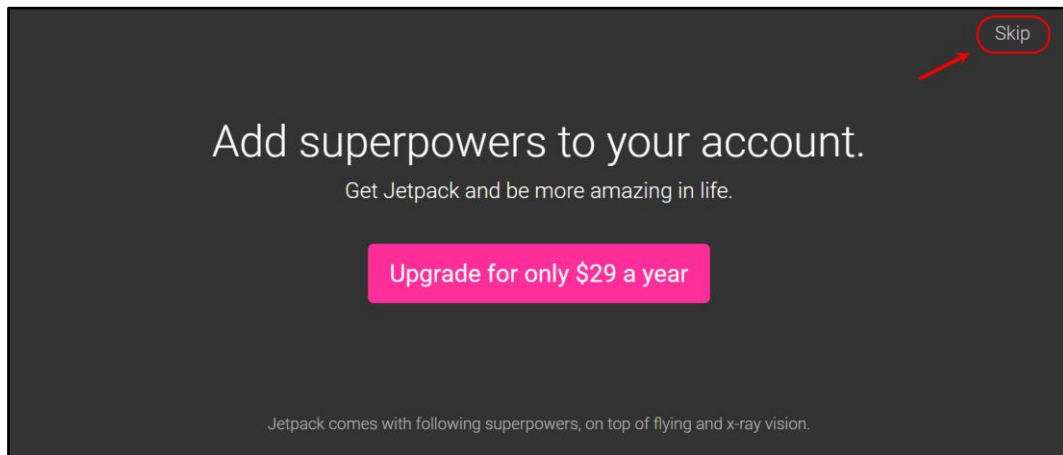 Skip
Add superpowers to your account.
Get Jetpack and be more amazing in life.
Upgrade for only $29 a year
Jetpack comes with following superpowers, on top of flying and x-ray vision.